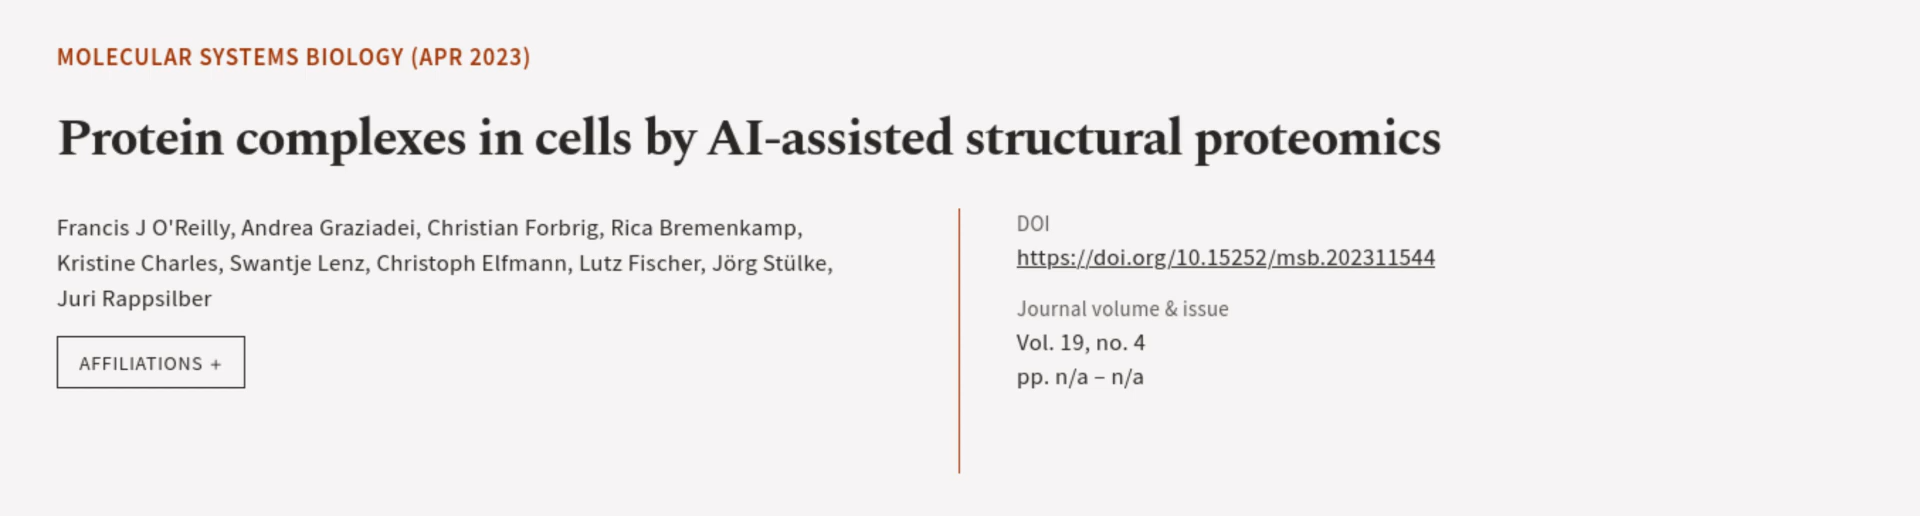 MOLECULAR SYSTEMS BIOLOGY (APR 2023)
Protein complexes in cells by AI-assisted structural proteomics
Francis J O'Reilly, Andrea Graziadei, Christian Forbrig, Rica Bremenkamp,
Kristine Charles, Swantje Lenz, Christoph Elfmann, Lutz Fischer, Jörg Stülke,
Juri Rappsilber
AFFILIATIONS +
DOI
https://doi.org/10.15252/msb.202311544
Journal volume & issue
Vol. 19, no. 4
pp. n/a – n/a